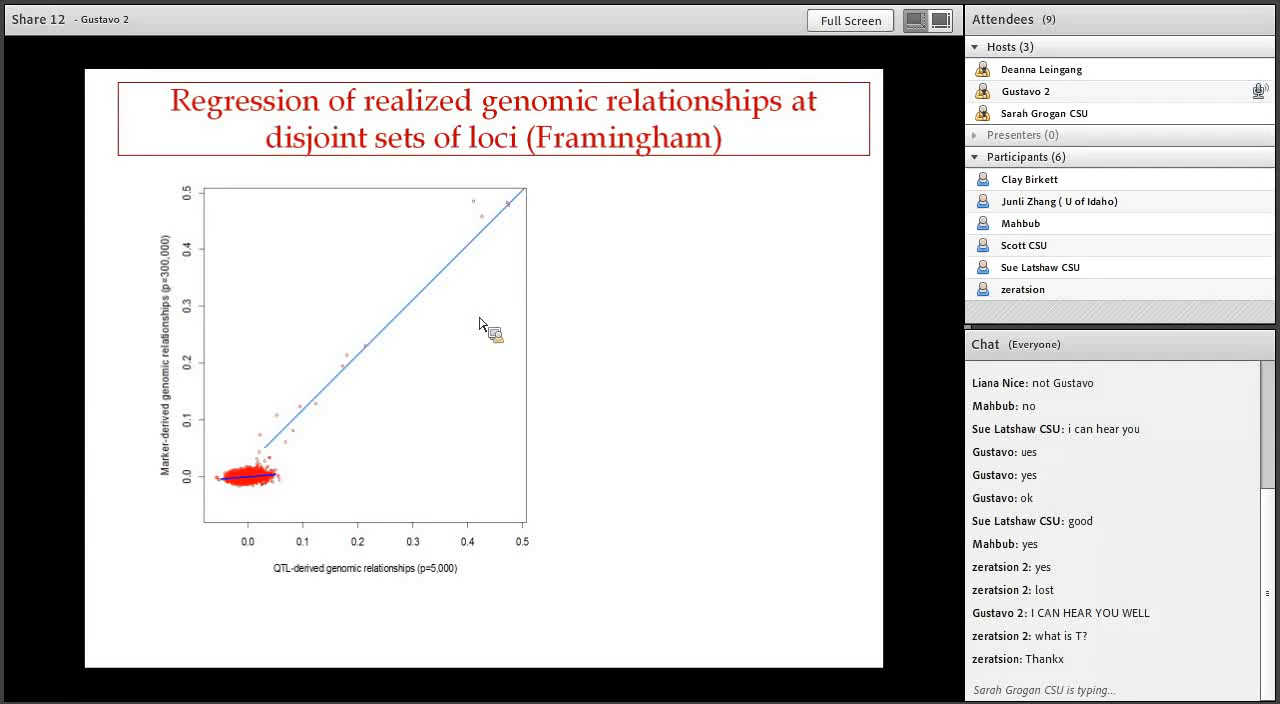 Share 12 - Gustavo 2
Full Screen
Regression of realized genomic relationships at
disjoint sets of loci (Framingham)
Marker-derived genomic relationships (p=300,000)
0.5
0.4
0.3
0.2
0.1
0.0
0.0 0.1 0.2 0.3 0.4 0.5
QTL-derived genomic relationships (p=5,000)
Attendees (9)
Hosts (3)
Deanna Leingang
Gustavo 2
Sarah Grogan CSU
Presenters (0)
Participants (6)
Clay Birkett
Junli Zhang ( U of Idaho)
Mahbub
Scott CSU
Sue Latshaw CSU
zeratsion
Chat (Everyone)
Liana Nice: not Gustavo
Mahbub: no
Sue Latshaw CSU: i can hear you
Gustavo: ues
Gustavo: yes
Gustavo: ok
Sue Latshaw CSU: good
Mahbub: yes
zeratsion 2: yes
zeratsion 2: lost
Gustavo 2: I CAN HEAR YOU WELL
zeratsion 2: what is T?
zeratsion: Thankx
Sarah Grogan CSU is typing...